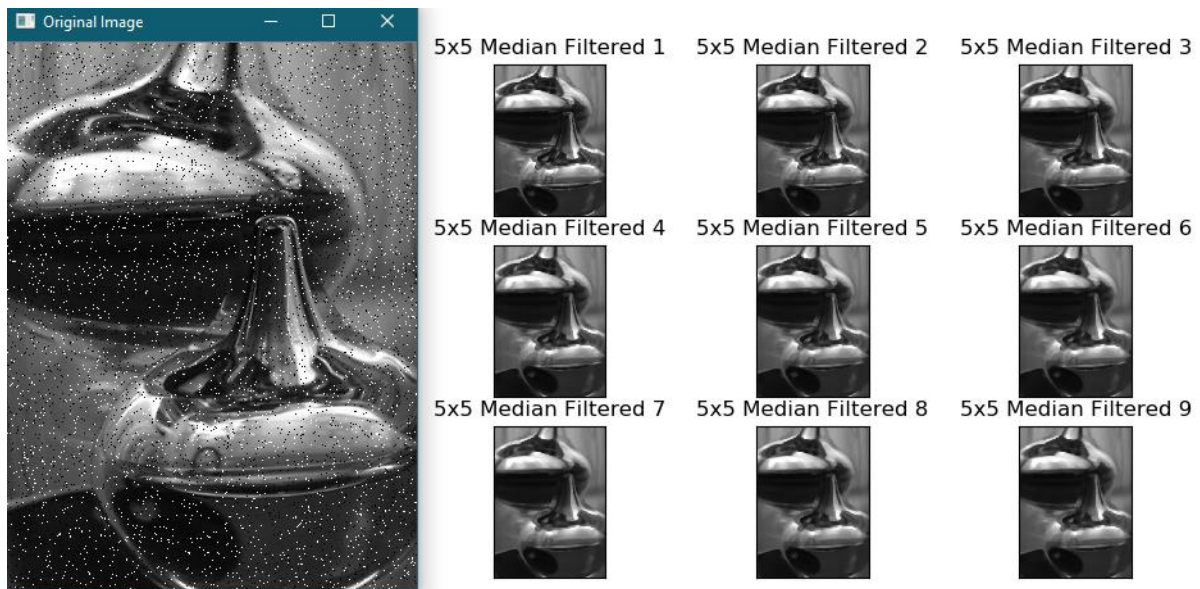 Original Image
5x5 Median Filtered 1
5x5 Median Filtered 2
5x5 Median Filtered 3
5x5 Median Filtered 4
5x5 Median Filtered 5
5x5 Median Filtered 6
5x5 Median Filtered 7
5x5 Median Filtered 8
5x5 Median Filtered 9